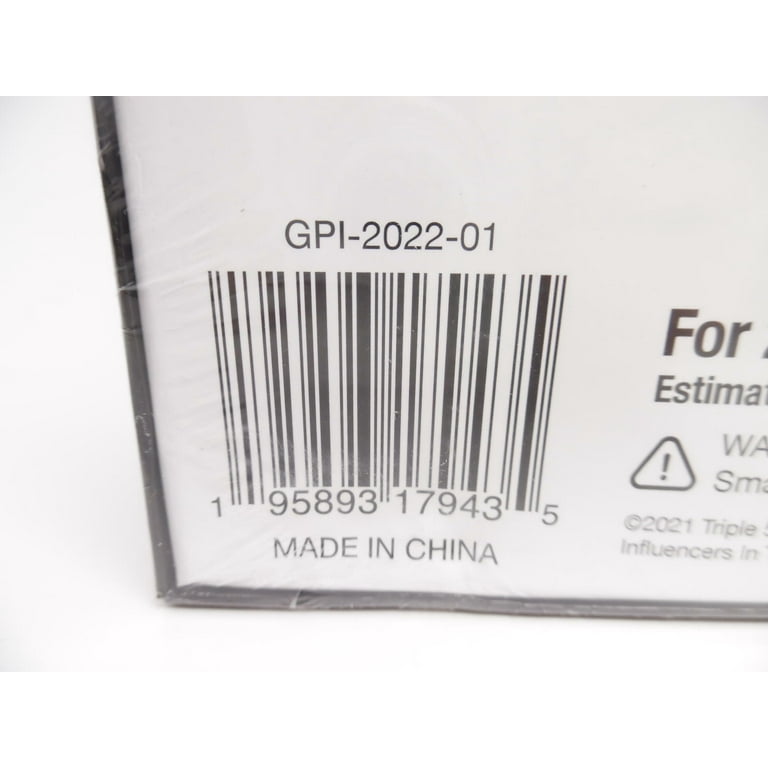 GPI-2022-01
1 95893 17943 5
MADE IN CHINA
For
Estimat
WA
Sma
©2021 Triple
Influencers In